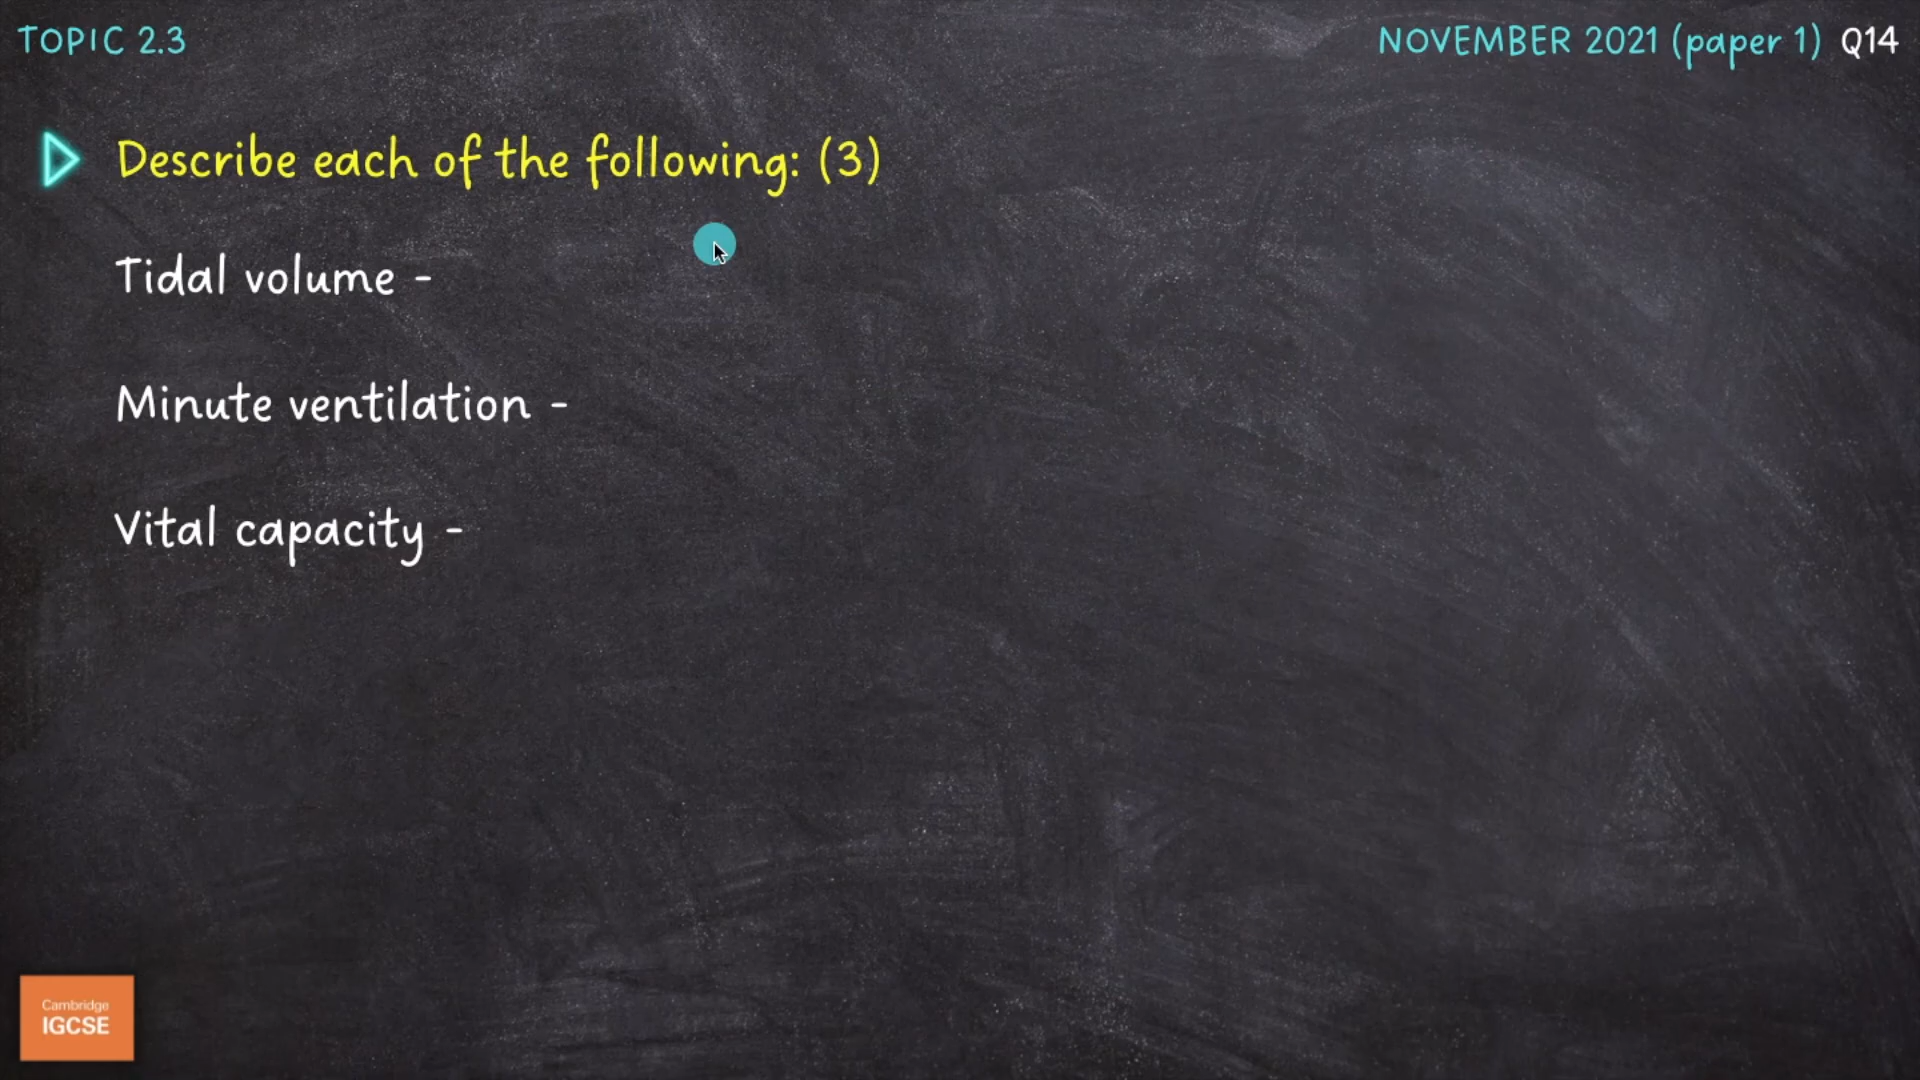 TOPIC 2.3
NOVEMBER 2021 (paper 1) Q14
Describe each of the following: (3)
Tidal volume -
Minute ventilation -
Vital capacity -
Cambridge
IGCSE